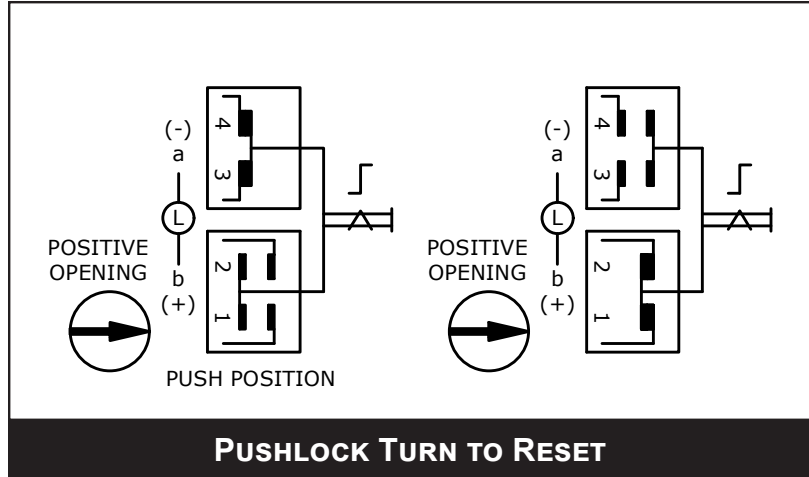 (-)
a
L
b
(+)
4
3
2
1
POSITIVE
OPENING
PUSH POSITION
(-)
a
L
b
(+)
4
3
2
1
POSITIVE
OPENING
PUSHLOCK TURN TO RESET